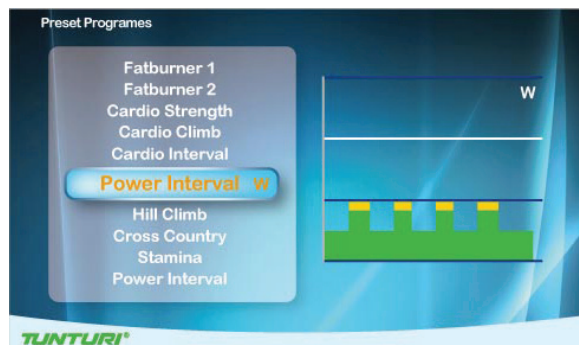 Preset Programes
Fatburner 1
Fatburner 2
Cardio Strength
Cardio Climb
Cardio Interval
Power Interval W
Hill Climb
Cross Country
Stamina
Power Interval
W
TUNTURI®